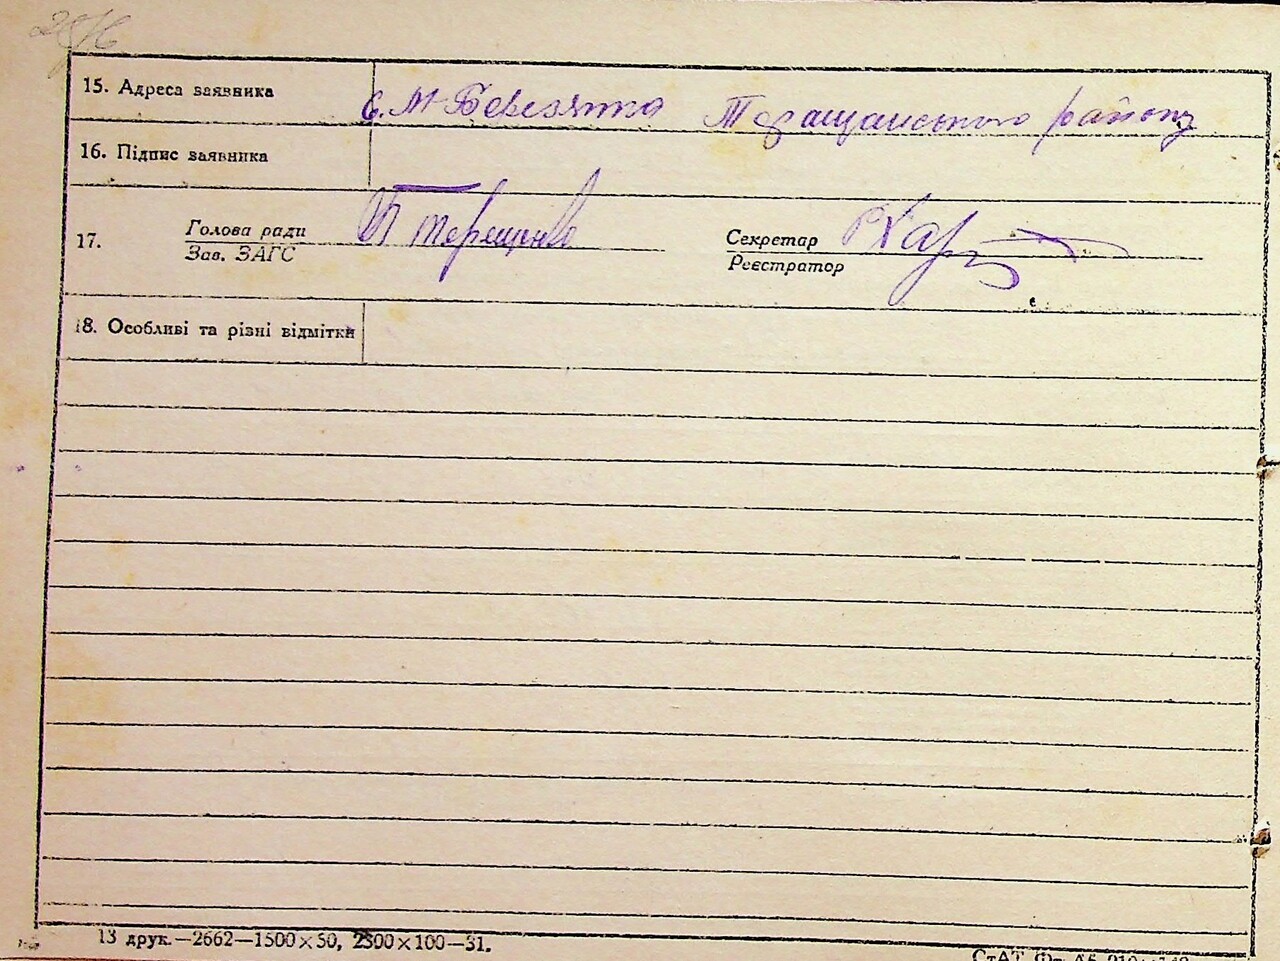 15. Адреса заявника с. М-Березянка Таращанського району
16. Підпис заявника
17. Голова ради Терещенко Секретар
Зав. ЗАГС Реєстратор
18. Особливі та різні відмітки
13 друк.—2662—1500×50, 2300×100—31.